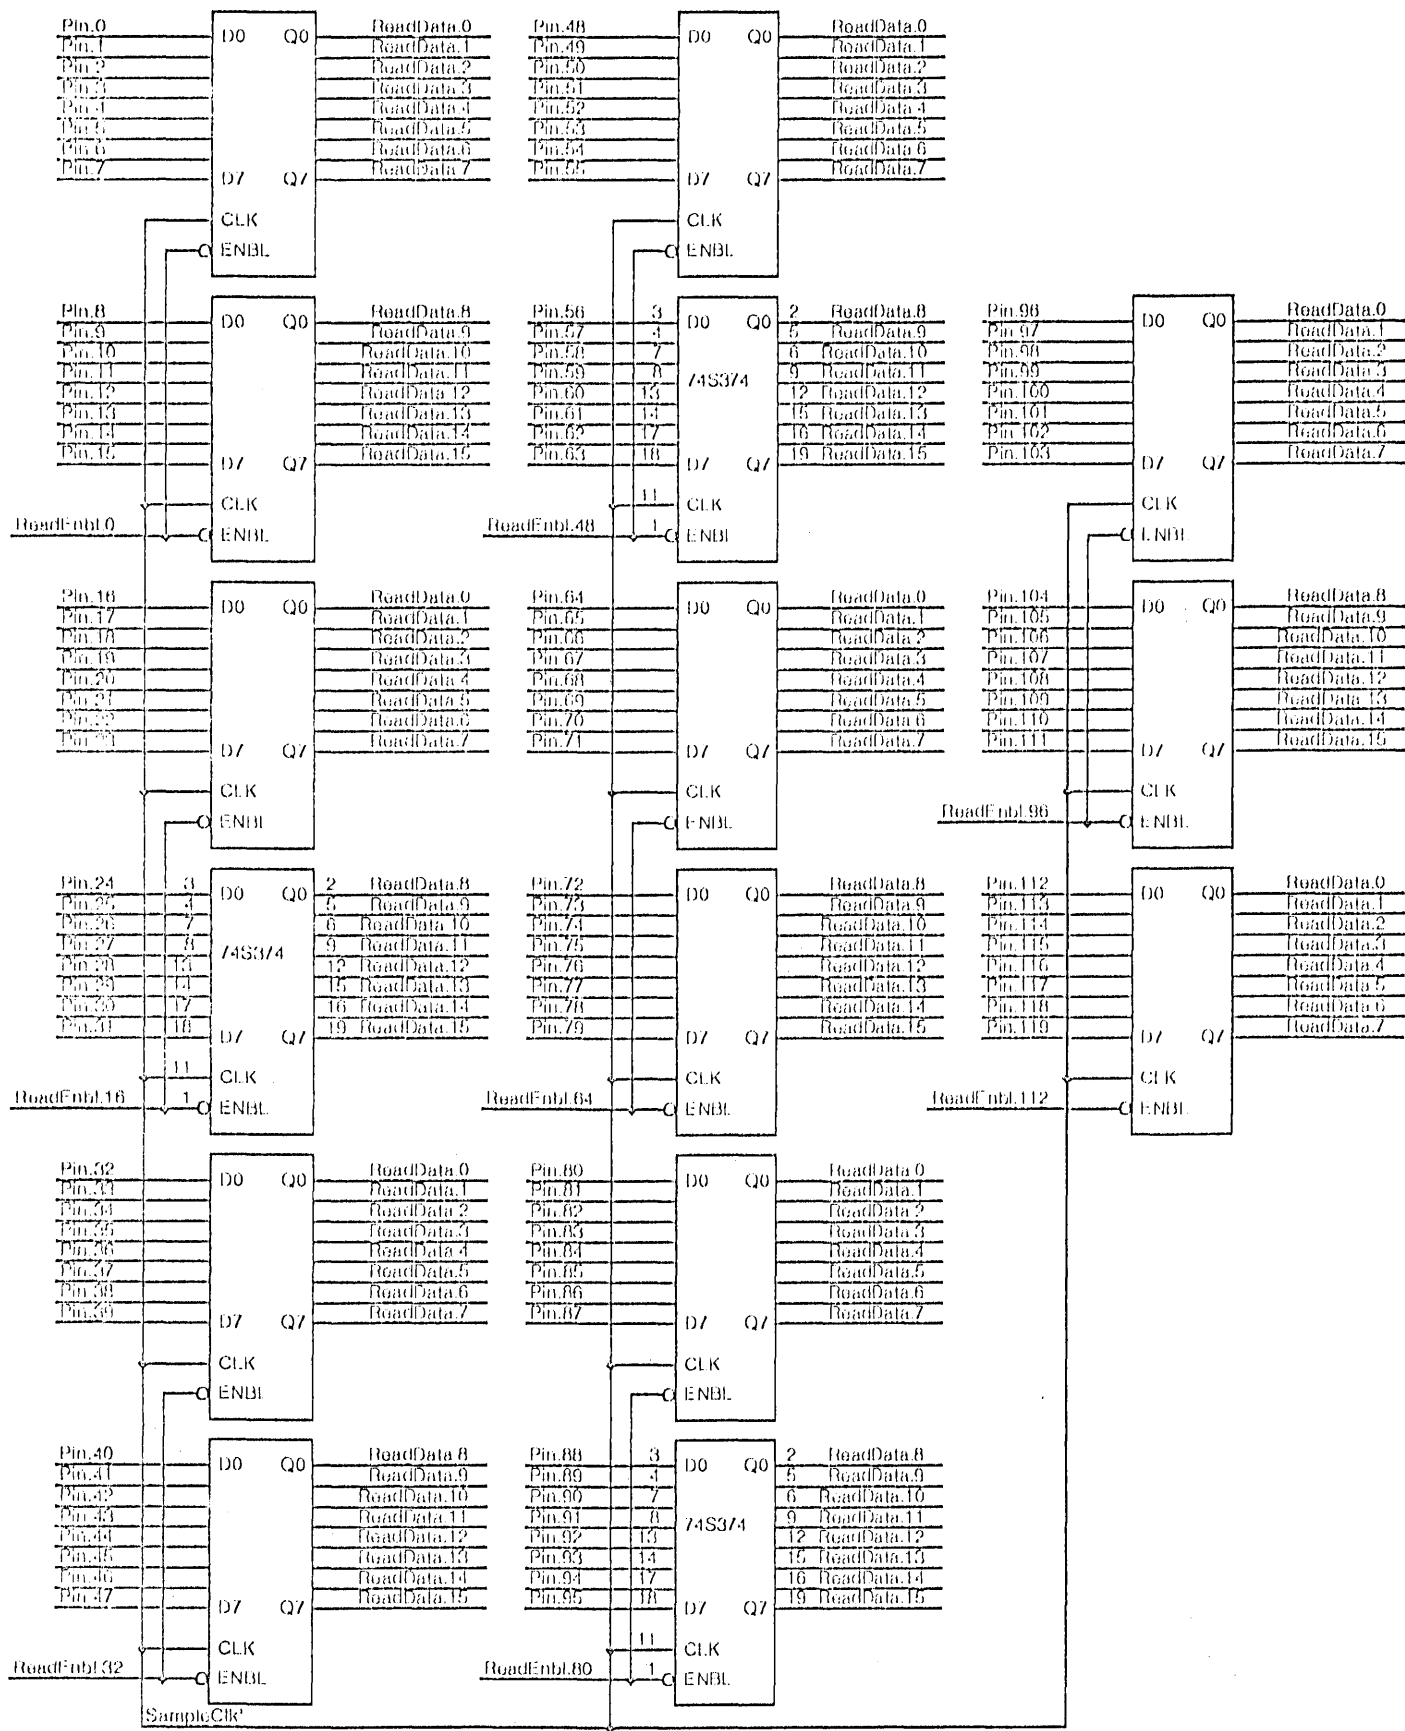 Pin.0 D0 Q0 ReadData.0
Pin.1 ReadData.1
Pin.2 ReadData.2
Pin.3 ReadData.3
Pin.4 ReadData.4
Pin.5 ReadData.5
Pin.6 ReadData.6
Pin.7 D7 Q7 ReadData.7
CLK
ENBL
Pin.8 D0 Q0 ReadData.8
Pin.9 ReadData.9
Pin.10 ReadData.10
Pin.11 ReadData.11
Pin.12 ReadData.12
Pin.13 ReadData.13
Pin.14 ReadData.14
Pin.15 D7 Q7 ReadData.15
CLK
ReadEnbl.0 ENBL
Pin.16 D0 Q0 ReadData.0
Pin.17 ReadData.1
Pin.18 ReadData.2
Pin.19 ReadData.3
Pin.20 ReadData.4
Pin.21 ReadData.5
Pin.22 ReadData.6
Pin.23 D7 Q7 ReadData.7
CLK
ENBL
Pin.24 3 D0 Q0 2 ReadData.8
Pin.25 4 5 ReadData.9
Pin.26 7 6 ReadData.10
Pin.27 8 74S374 9 ReadData.11
Pin.28 13 12 ReadData.12
Pin.29 14 15 ReadData.13
Pin.30 17 16 ReadData.14
Pin.31 18 D7 Q7 19 ReadData.15
11 CLK
ReadEnbl.16 1 ENBL
Pin.32 D0 Q0 ReadData.0
Pin.33 ReadData.1
Pin.34 ReadData.2
Pin.35 ReadData.3
Pin.36 ReadData.4
Pin.37 ReadData.5
Pin.38 ReadData.6
Pin.39 D7 Q7 ReadData.7
CLK
ENBL
Pin.40 D0 Q0 ReadData.8
Pin.41 ReadData.9
Pin.42 ReadData.10
Pin.43 ReadData.11
Pin.44 ReadData.12
Pin.45 ReadData.13
Pin.46 ReadData.14
Pin.47 D7 Q7 ReadData.15
CLK
ReadEnbl.32 ENBL
SampleClk'
Pin.48 D0 Q0 ReadData.0
Pin.49 ReadData.1
Pin.50 ReadData.2
Pin.51 ReadData.3
Pin.52 ReadData.4
Pin.53 ReadData.5
Pin.54 ReadData.6
Pin.55 D7 Q7 ReadData.7
CLK
ENBL
Pin.56 3 D0 Q0 2 ReadData.8
Pin.57 4 5 ReadData.9
Pin.58 7 6 ReadData.10
Pin.59 8 74S374 9 ReadData.11
Pin.60 13 12 ReadData.12
Pin.61 14 15 ReadData.13
Pin.62 17 16 ReadData.14
Pin.63 18 D7 Q7 19 ReadData.15
11 CLK
ReadEnbl.48 1 ENBL
Pin.64 D0 Q0 ReadData.0
Pin.65 ReadData.1
Pin.66 ReadData.2
Pin.67 ReadData.3
Pin.68 ReadData.4
Pin.69 ReadData.5
Pin.70 ReadData.6
Pin.71 D7 Q7 ReadData.7
CLK
ENBL
Pin.72 D0 Q0 ReadData.8
Pin.73 ReadData.9
Pin.74 ReadData.10
Pin.75 ReadData.11
Pin.76 ReadData.12
Pin.77 ReadData.13
Pin.78 ReadData.14
Pin.79 D7 Q7 ReadData.15
CLK
ReadEnbl.64 ENBL
Pin.80 D0 Q0 ReadData.0
Pin.81 ReadData.1
Pin.82 ReadData.2
Pin.83 ReadData.3
Pin.84 ReadData.4
Pin.85 ReadData.5
Pin.86 ReadData.6
Pin.87 D7 Q7 ReadData.7
CLK
ENBL
Pin.88 3 D0 Q0 2 ReadData.8
Pin.89 4 5 ReadData.9
Pin.90 7 6 ReadData.10
Pin.91 8 74S374 9 ReadData.11
Pin.92 13 12 ReadData.12
Pin.93 14 15 ReadData.13
Pin.94 17 16 ReadData.14
Pin.95 18 D7 Q7 19 ReadData.15
11 CLK
ReadEnbl.80 1 ENBL
Pin.96 D0 Q0 ReadData.0
Pin.97 ReadData.1
Pin.98 ReadData.2
Pin.99 ReadData.3
Pin.100 ReadData.4
Pin.101 ReadData.5
Pin.102 ReadData.6
Pin.103 D7 Q7 ReadData.7
CLK
ENBL
Pin.104 D0 Q0 ReadData.8
Pin.105 ReadData.9
Pin.106 ReadData.10
Pin.107 ReadData.11
Pin.108 ReadData.12
Pin.109 ReadData.13
Pin.110 ReadData.14
Pin.111 D7 Q7 ReadData.15
CLK
ReadEnbl.96 ENBL
Pin.112 D0 Q0 ReadData.0
Pin.113 ReadData.1
Pin.114 ReadData.2
Pin.115 ReadData.3
Pin.116 ReadData.4
Pin.117 ReadData.5
Pin.118 ReadData.6
Pin.119 D7 Q7 ReadData.7
CLK
ReadEnbl.112 ENBL